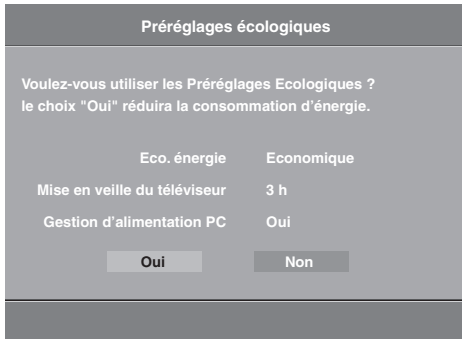 Préréglages écologiques
Voulez-vous utiliser les Préréglages Ecologiques ?
le choix "Oui" réduira la consommation d'énergie.
Eco. énergie Economique
Mise en veille du téléviseur 3 h
Gestion d'alimentation PC Oui
Oui Non